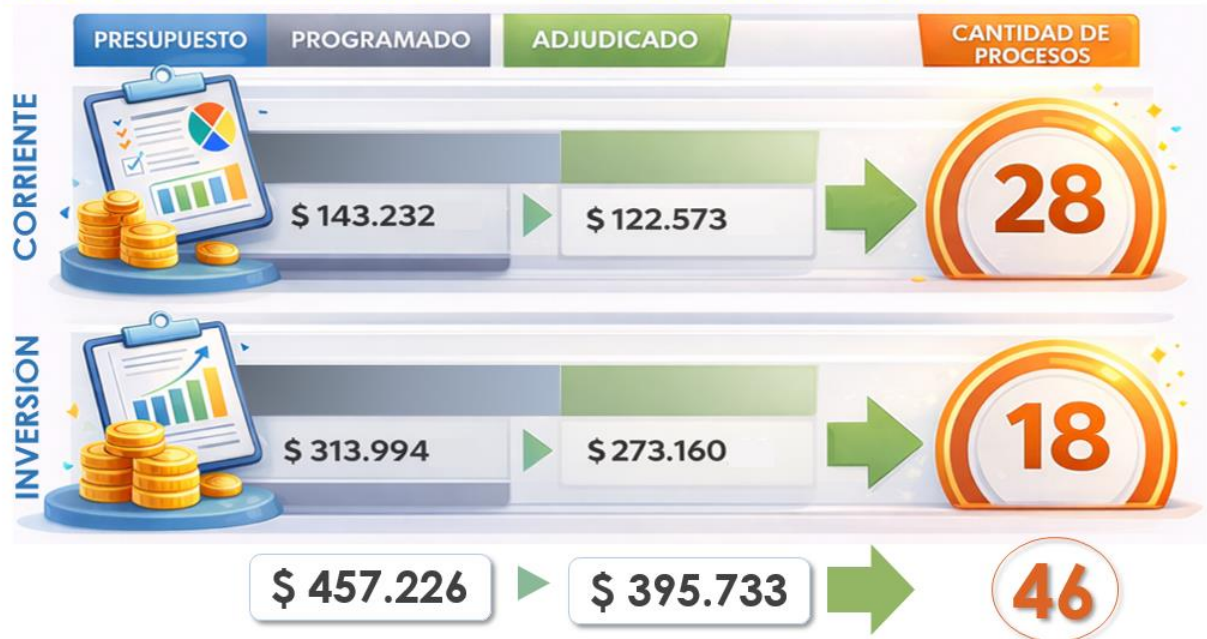 PRESUPUESTO PROGRAMADO ADJUDICADO CANTIDAD DE
PROCESOS
CORRIENTE
$ 143.232 $ 122.573 28
INVERSIÓN
$ 313.994 $ 273.160 18
$ 457.226 $ 395.733 46